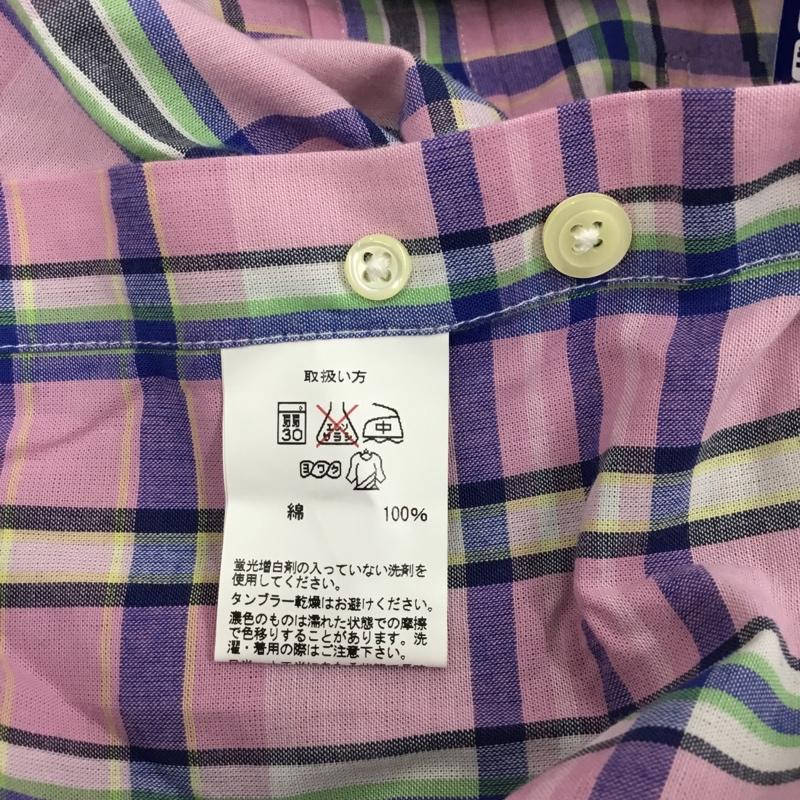 取扱い方
弱
30
エンソ
サラシ
中
ヨワク
綿 100%
蛍光増白剤の入っていない洗剤を
使用してください。
タンブラー乾燥はお避けください。
濃色のものは濡れた状態での摩擦
で色移りすることがあります。洗
濯・着用の際はご注意下さい。